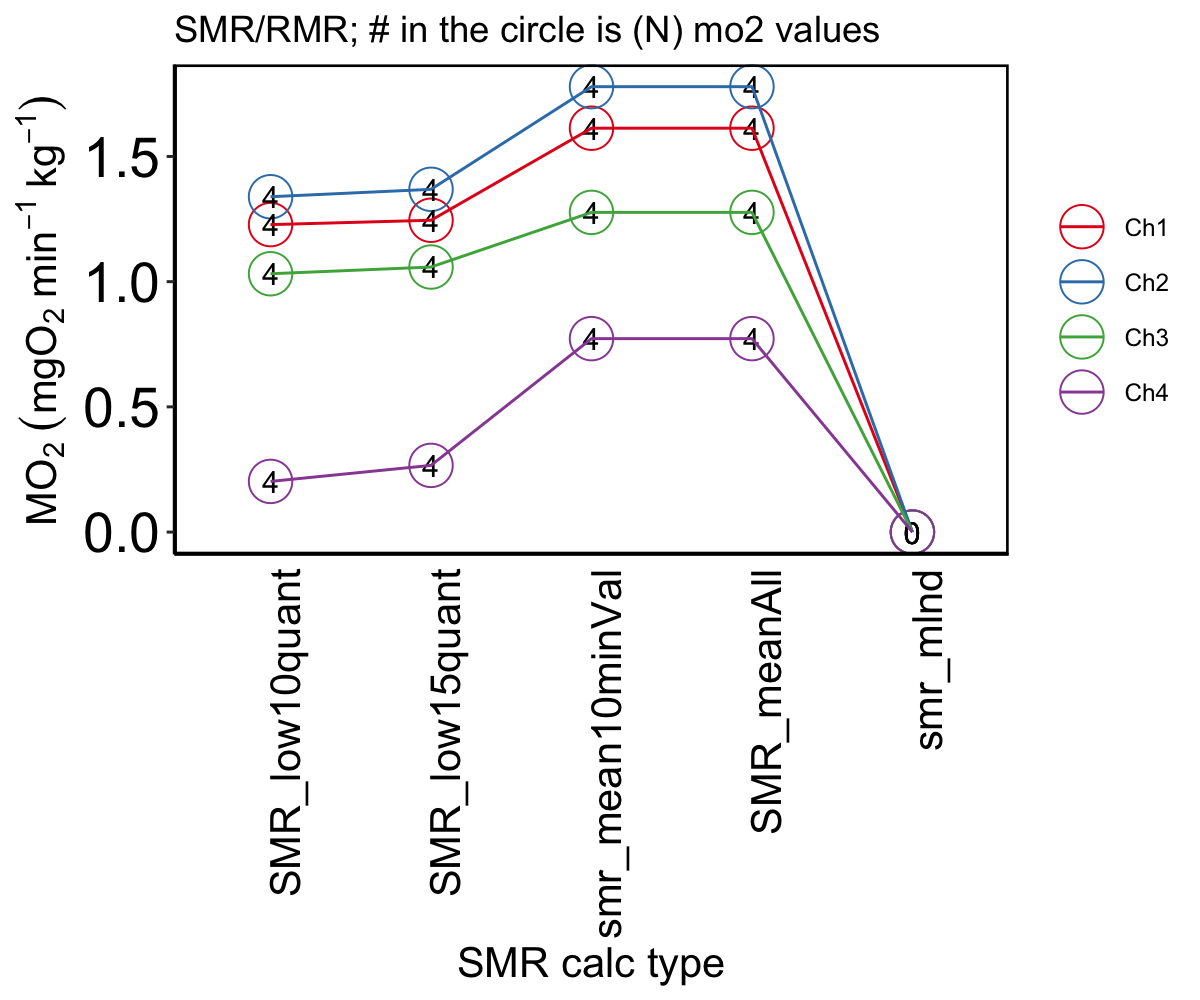 SMR/RMR; # in the circle is (N) mo2 values
MO₂ (mgO₂ min⁻¹ kg⁻¹)
1.5
1.0
0.5
0.0
4 4 4 4
4 4 4 4
4 4 4 4
4 4 4 4
0
Ch1
Ch2
Ch3
Ch4
SMR_low10quant
SMR_low15quant
smr_mean10minVal
SMR_meanAll
smr_mlnd
SMR calc type